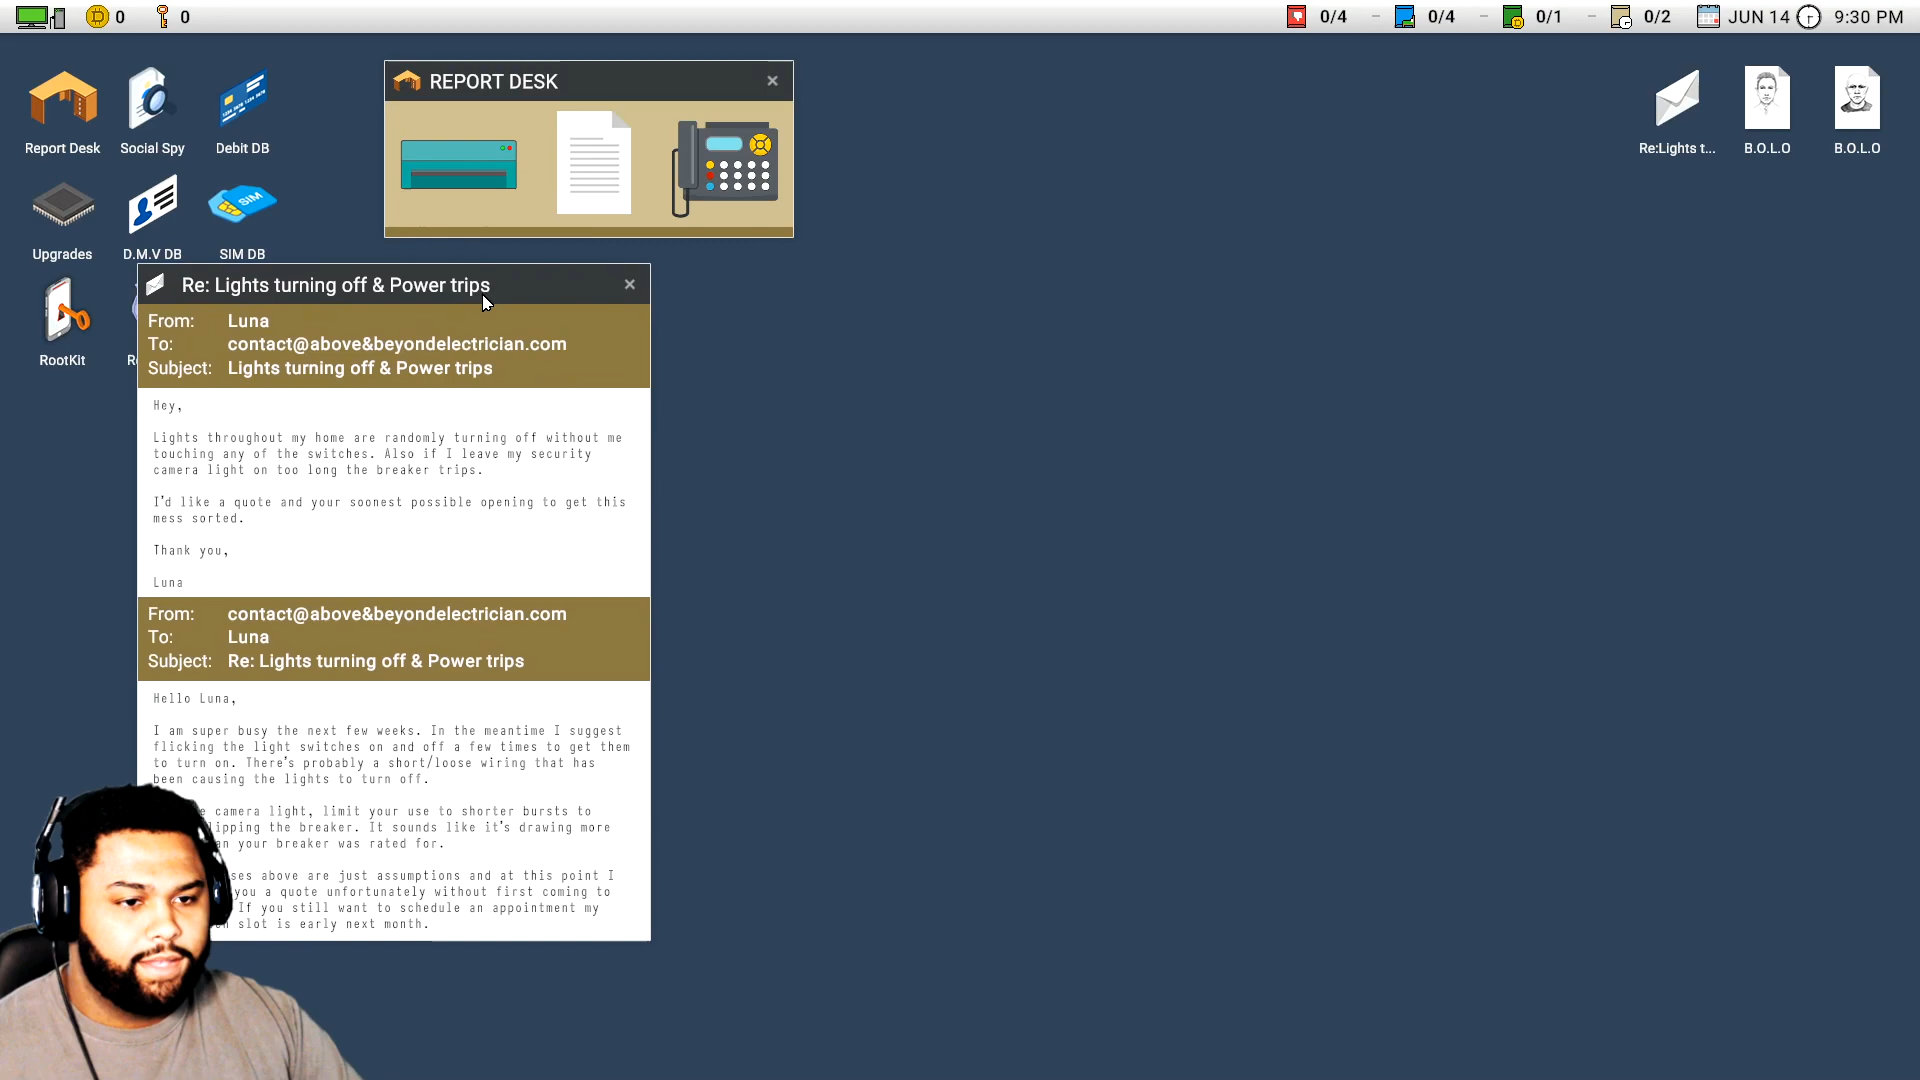 0
0
0/4
0/4
0/1
0/2
JUN 14
9:30 PM
Report Desk
Social Spy
Debit DB
Upgrades
D.M.V DB
SIM DB
RootKit
REPORT DESK
Re:Lights t...
B.O.L.O
B.O.L.O
Re: Lights turning off & Power trips
From: Luna
To: contact@above&beyondelectrician.com
Subject: Lights turning off & Power trips
Hey,
Lights throughout my home are randomly turning off without me
touching any of the switches. Also if I leave my security
camera light on too long the breaker trips.
I'd like a quote and your soonest possible opening to get this
mess sorted.
Thank you,
Luna
From: contact@above&beyondelectrician.com
To: Luna
Subject: Re: Lights turning off & Power trips
Hello Luna,
I am super busy the next few weeks. In the meantime I suggest
flicking the light switches on and off a few times to get them
to turn on. There's probably a short/loose wiring that has
been causing the lights to turn off.
camera light, limit your use to shorter bursts to
the breaker. It sounds like it's drawing more
your breaker was rated for.
above are just assumptions and at this point I
you a quote unfortunately without first coming to
If you still want to schedule an appointment my
slot is early next month.